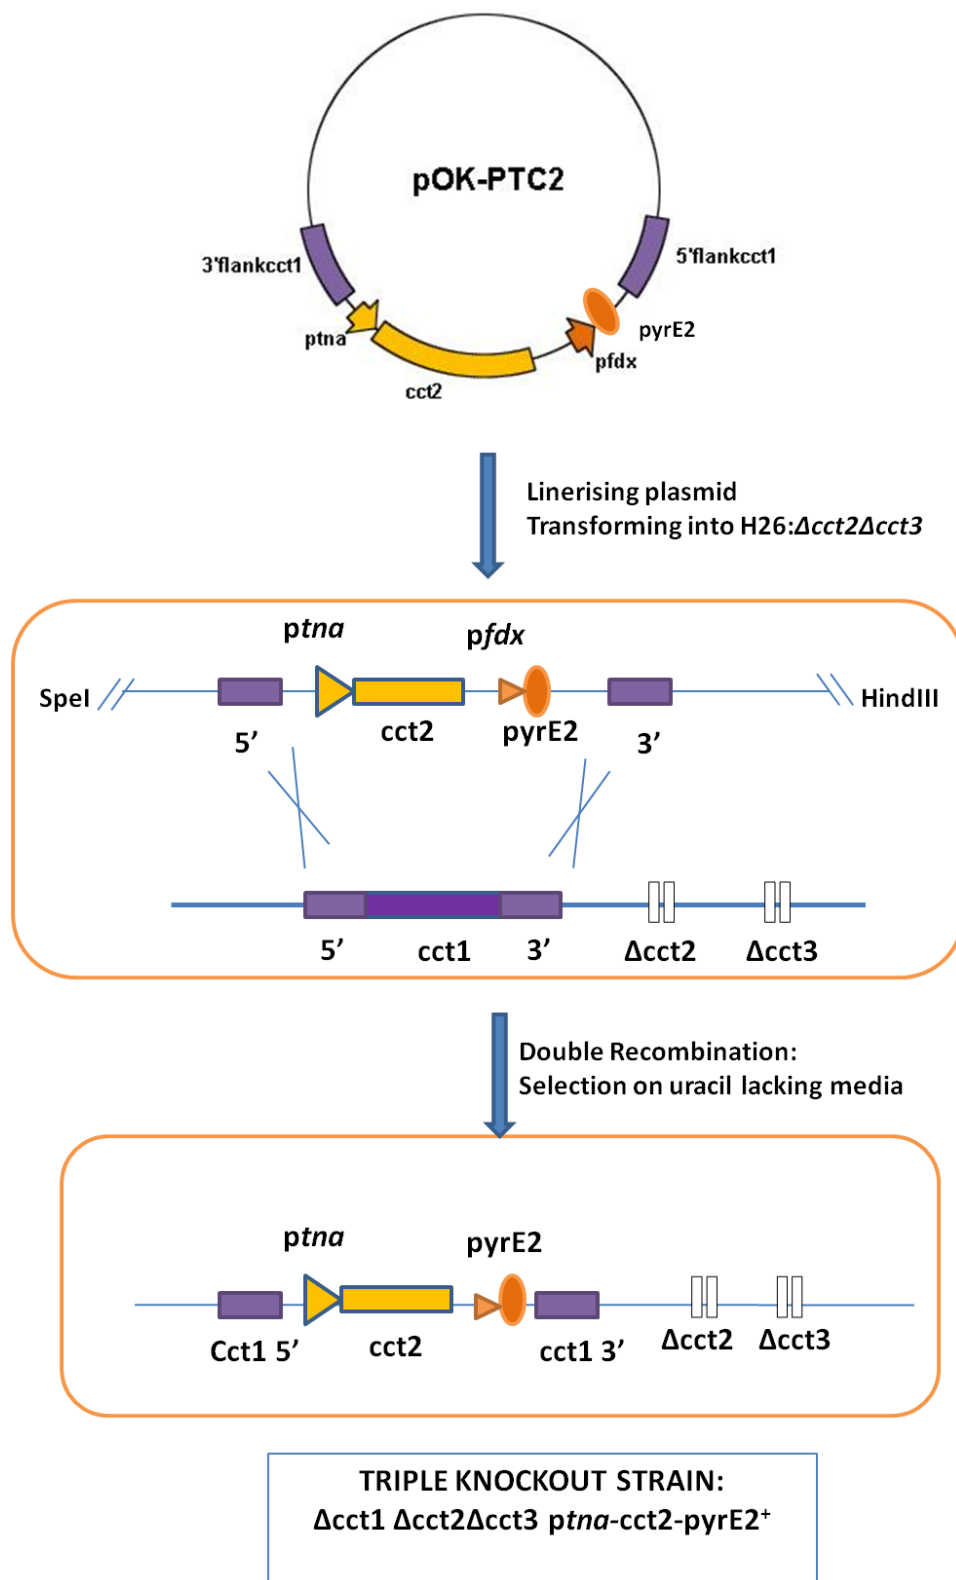 pOK-PTC2
3'flankcct1
5'flankcct1
ptna
pyrE2
pfdx
cct2
Linerising plasmid
Transforming into H26:Δcct2Δcct3
ptna pfdx
SpeI HindIII
cct2 pyrE2
5’ 3’
5’ cct1 3’ Δcct2 Δcct3
Double Recombination:
Selection on uracil lacking media
ptna pyrE2
Cct1 5’ cct2 cct1 3’ Δcct2 Δcct3
TRIPLE KNOCKOUT STRAIN:
Δcct1 Δcct2Δcct3 ptna-cct2-pyrE2⁺